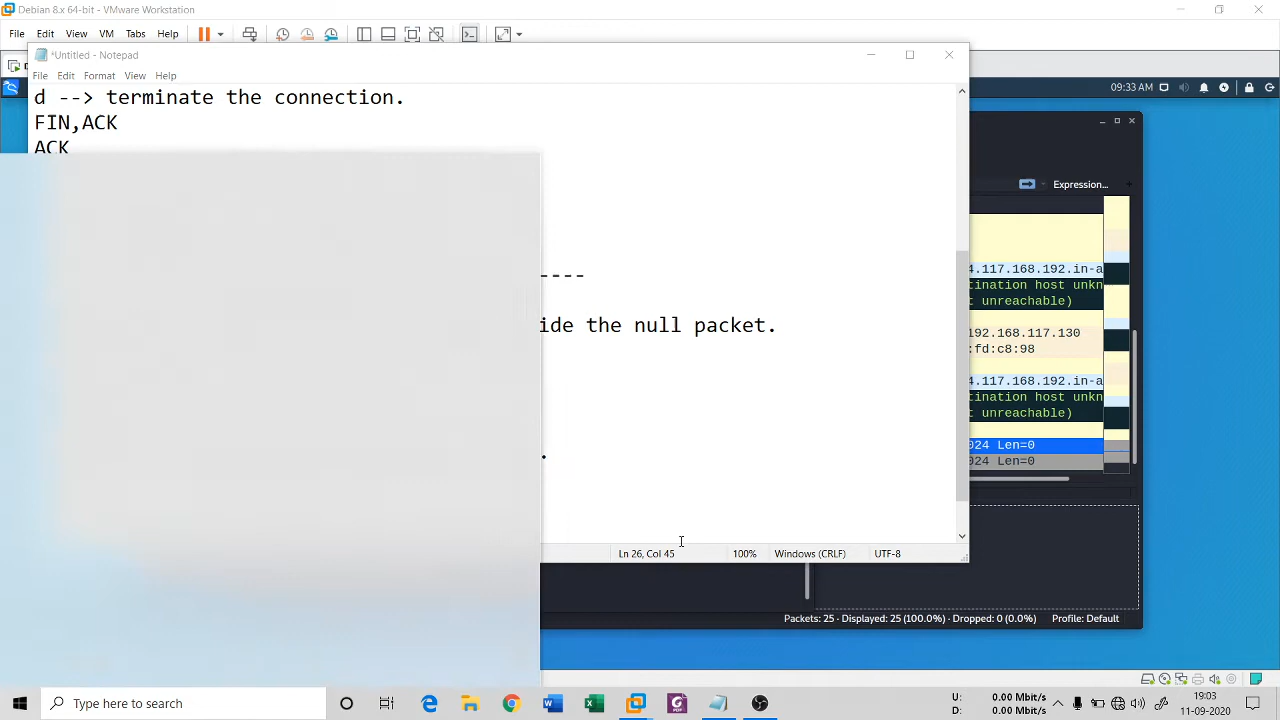 Debian 8.x 64-bit - VMware Workstation
File Edit View VM Tabs Help
*Untitled - Notepad
File Edit Format View Help
09:33 AM
d --> terminate the connection.
FIN,ACK
ACK
Expression...
----
ide the null packet.
.
4.117.168.192.in-a
tination host unkn
t unreachable)
192.168.117.130
:fd:c8:98
4.117.168.192.in-a
tination host unkn
t unreachable)
024 Len=0
024 Len=0
Ln 26, Col 45 100% Windows (CRLF) UTF-8
Packets: 25 · Displayed: 25 (100.0%) · Dropped: 0 (0.0%) Profile: Default
Type here to search
U: 0.00 Mbit/s
D: 0.00 Mbit/s
19:03
11-09-2020